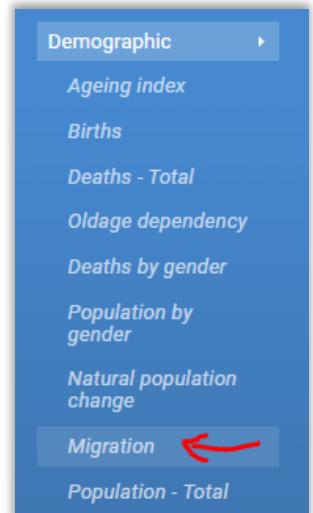 Demographic
Ageing index
Births
Deaths - Total
Oldage dependency
Deaths by gender
Population by
gender
Natural population
change
Migration
Population - Total